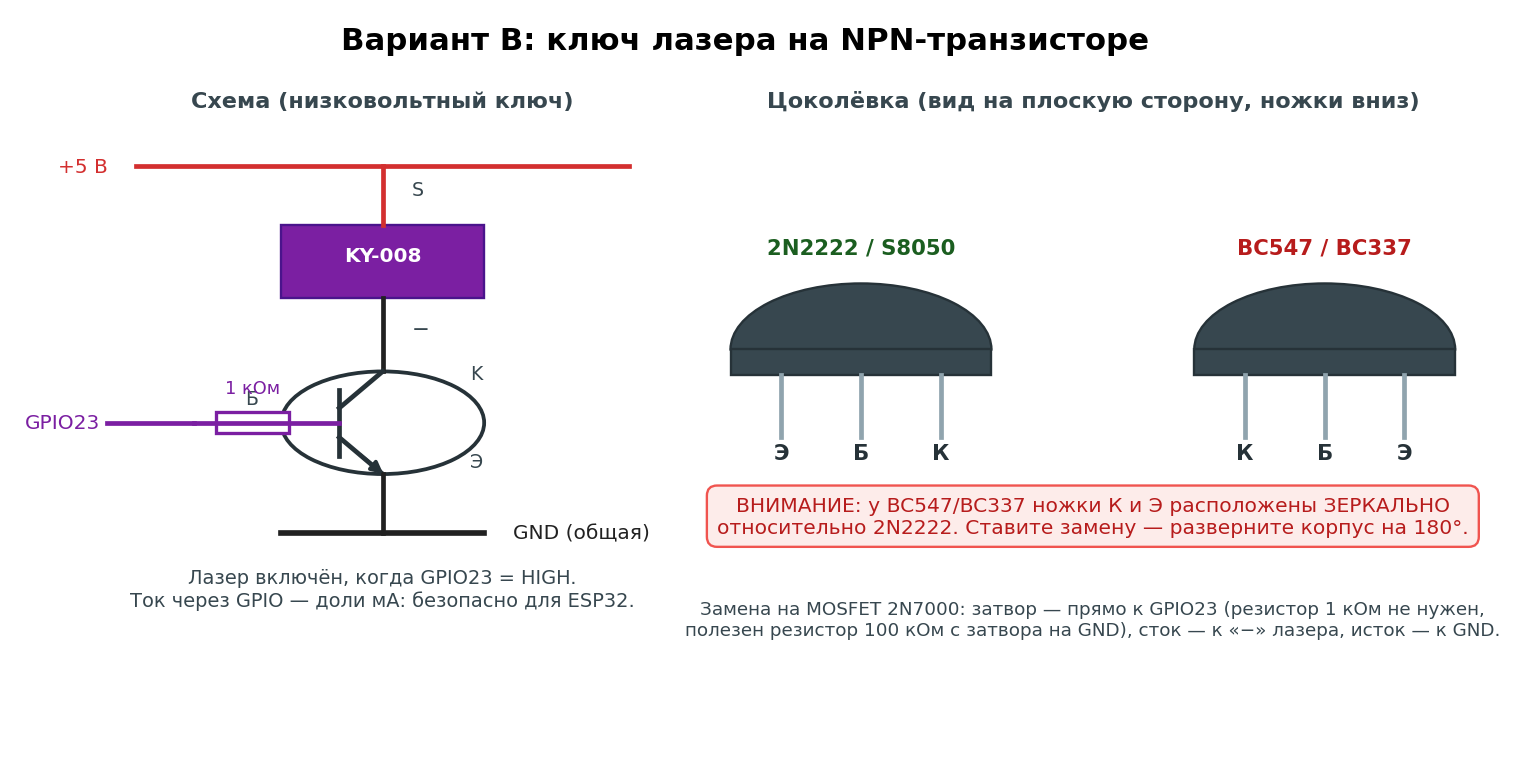 Вариант B: ключ лазера на NPN-транзисторе
Схема (низковольтный ключ)
+5 В
S
KY-008
−
К
1 кОм
Б
GPIO23
Э
GND (общая)
Лазер включён, когда GPIO23 = HIGH.
Ток через GPIO — доли мА: безопасно для ESP32.
Цоколёвка (вид на плоскую сторону, ножки вниз)
2N2222 / S8050
Э Б К
BC547 / BC337
К Б Э
ВНИМАНИЕ: у BC547/BC337 ножки К и Э расположены ЗЕРКАЛЬНО
относительно 2N2222. Ставите замену — разверните корпус на 180°.
Замена на MOSFET 2N7000: затвор — прямо к GPIO23 (резистор 1 кОм не нужен,
полезен резистор 100 кОм с затвора на GND), сток — к «−» лазера, исток — к GND.